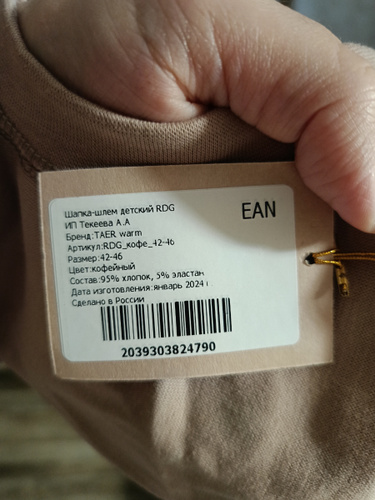 Шапка-шлем детский RDG
EAN
ИП Текеева А.А
Бренд:TAER warm
Артикул:RDG_кофе_42-46
Размер:42-46
Цвет:кофейный
Состав:95% хлопок, 5% эластан
Дата изготовления:январь 2024 г
Сделано в России
2039303824790